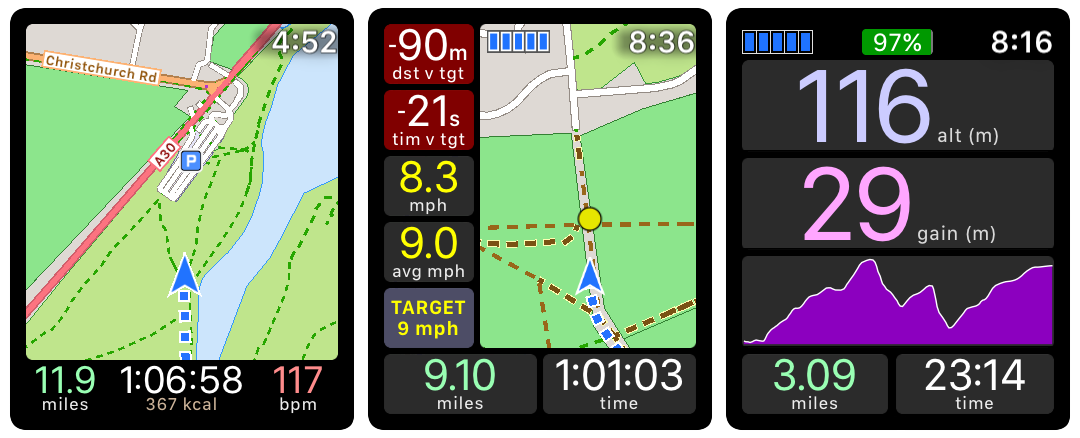 4:52
Christchurch Rd
A30
P
11.9 1:06:58 117
miles 367 kcal bpm
-90m
dst v tgt
8:36
-21s
tim v tgt
8.3
mph
9.0
avg mph
TARGET
9 mph
9.10 1:01:03
miles time
97% 8:16
116 alt (m)
29 gain (m)
3.09 23:14
miles time